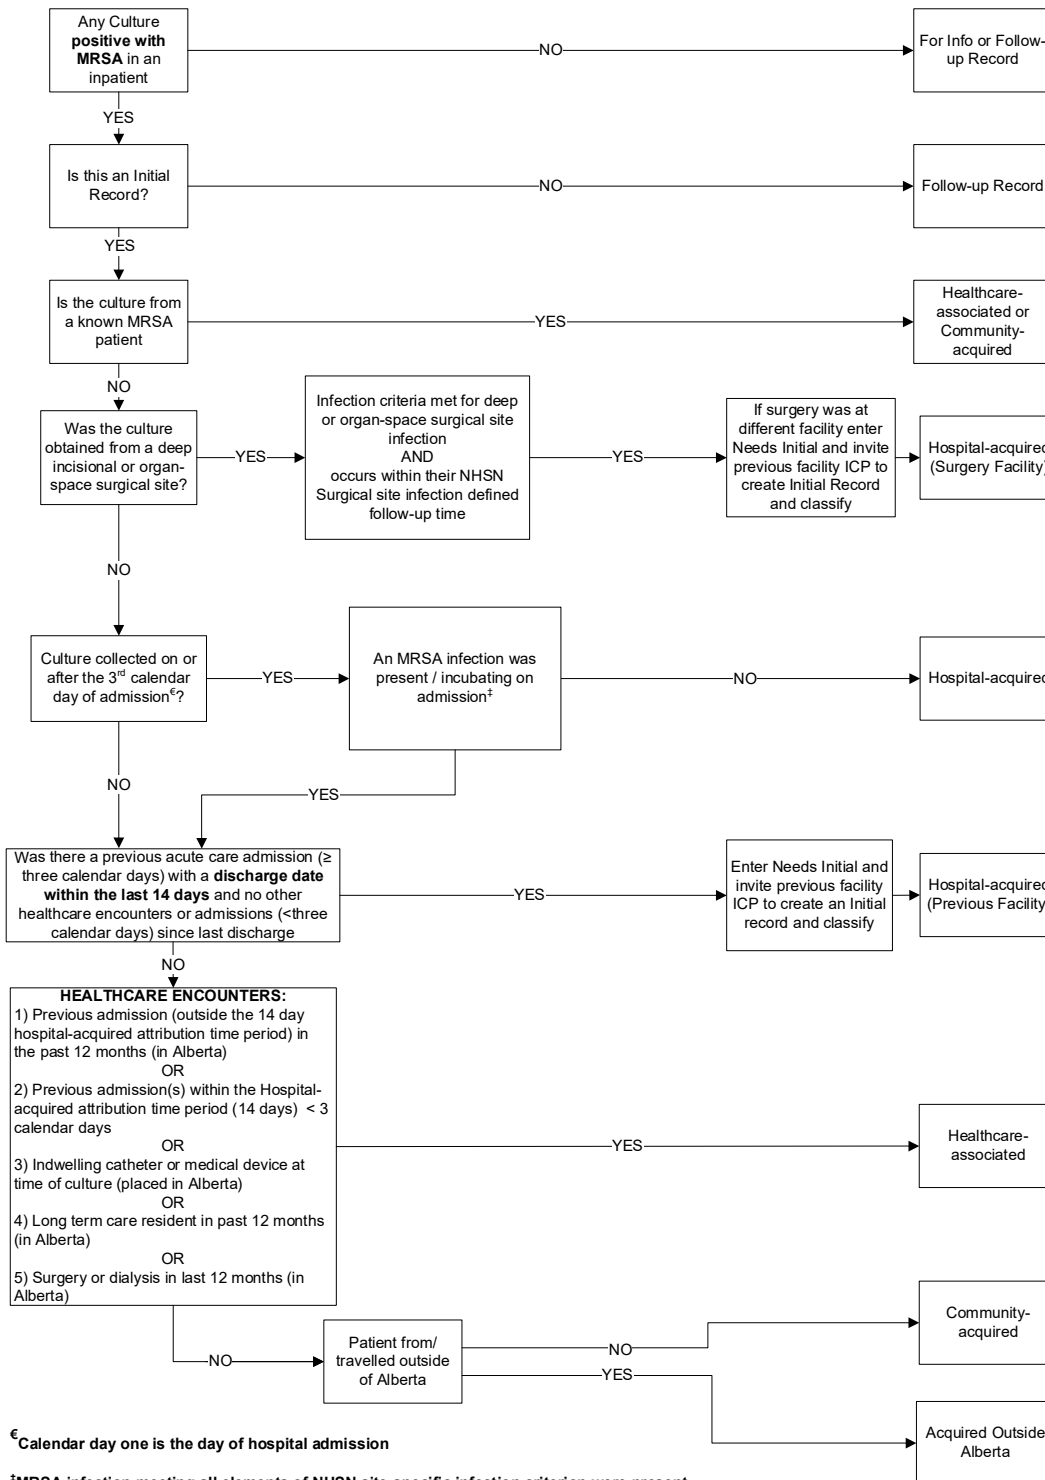 Any Culture
positive with
MRSA in an
inpatient
NO
For Info or Follow-
up Record
YES
Is this an Initial
Record?
NO
Follow-up Record
YES
Is the culture from
a known MRSA
patient
YES
Healthcare-
associated or
Community-
acquired
NO
Was the culture
obtained from a deep
incisional or organ-
space surgical site?
YES
Infection criteria met for deep
or organ-space surgical site
infection
AND
occurs within their NHSN
Surgical site infection defined
follow-up time
YES
If surgery was at
different facility enter
Needs Initial and invite
previous facility ICP to
create Initial Record
and classify
Hospital-acquired
(Surgery Facility)
NO
Culture collected on or
after the 3rd calendar
day of admission€?
YES
An MRSA infection was
present / incubating on
admission‡
NO
Hospital-acquired
NO
YES
Was there a previous acute care admission (≥
three calendar days) with a discharge date
within the last 14 days and no other
healthcare encounters or admissions (<three
calendar days) since last discharge
YES
Enter Needs Initial and
invite previous facility
ICP to create an Initial
record and classify
Hospital-acquired
(Previous Facility)
NO
HEALTHCARE ENCOUNTERS:
1) Previous admission (outside the 14 day
hospital-acquired attribution time period) in
the past 12 months (in Alberta)
OR
2) Previous admission(s) within the Hospital-
acquired attribution time period (14 days) < 3
calendar days
OR
3) Indwelling catheter or medical device at
time of culture (placed in Alberta)
OR
4) Long term care resident in past 12 months
(in Alberta)
OR
5) Surgery or dialysis in last 12 months (in
Alberta)
YES
Healthcare-
associated
NO
Patient from/
travelled outside
of Alberta
NO
Community-
acquired
YES
Acquired Outside
Alberta
€Calendar day one is the day of hospital admission
‡MRSA infection meeting all elements of NHSN site-specific infection criterion were present